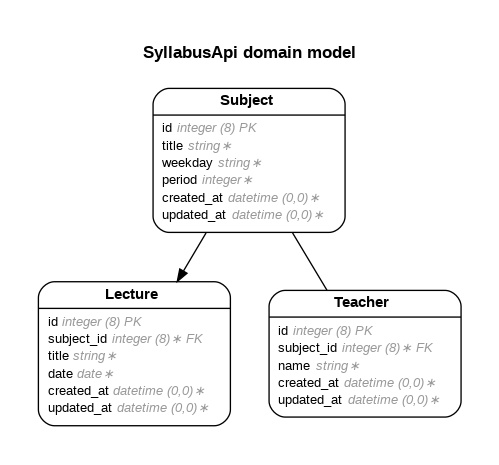 SyllabusApi domain model
Subject
id integer (8) PK
title string∗
weekday string∗
period integer∗
created_at datetime (0,0)∗
updated_at datetime (0,0)∗
Lecture
id integer (8) PK
subject_id integer (8)∗ FK
title string∗
date date∗
created_at datetime (0,0)∗
updated_at datetime (0,0)∗
Teacher
id integer (8) PK
subject_id integer (8)∗ FK
name string∗
created_at datetime (0,0)∗
updated_at datetime (0,0)∗